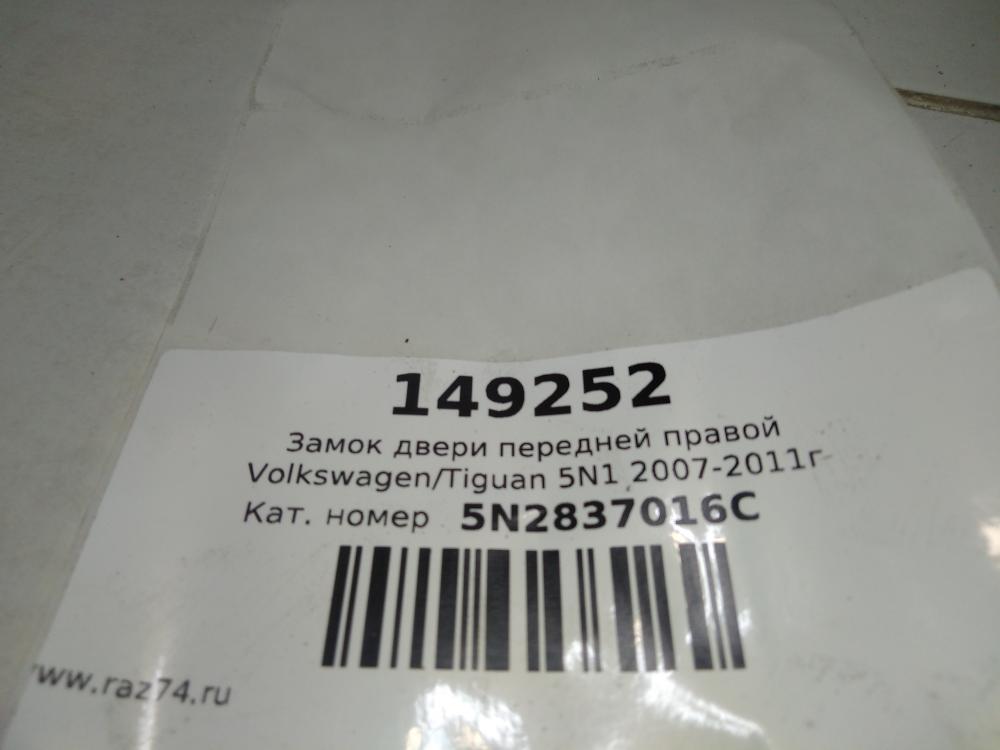 149252
Замок двери передней правой
Volkswagen/Tiguan 5N1 2007-2011г
Кат. номер 5N2837016C
www.raz74.ru